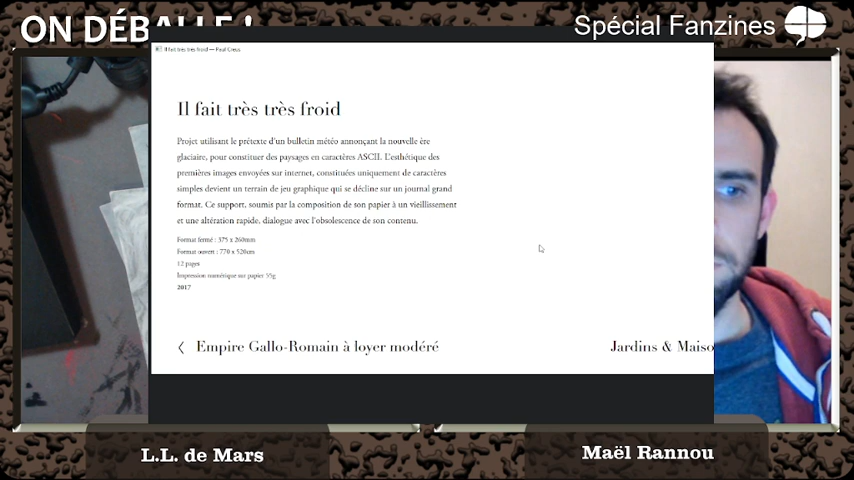 ON DÉBALLE !
Spécial Fanzines
Il fait très très froid — Paul Creus
Il fait très très froid
Projet utilisant le prétexte d'un bulletin météo annonçant la nouvelle ère
glaciaire, pour constituer des paysages en caractères ASCII. L'esthétique des
premières images envoyées sur internet, constituées uniquement de caractères
simples devient un terrain de jeu graphique qui se décline sur un journal grand
format. Ce support, soumis par la composition de son papier à un vieillissement
et une altération rapide, dialogue avec l'obsolescence de son contenu.
Format fermé : 375 x 260mm
Format ouvert : 770 x 520cm
12 pages
Impression numérique sur papier 55g
2017
Empire Gallo-Romain à loyer modéré
Jardins & Maiso
L.L. de Mars
Maël Rannou